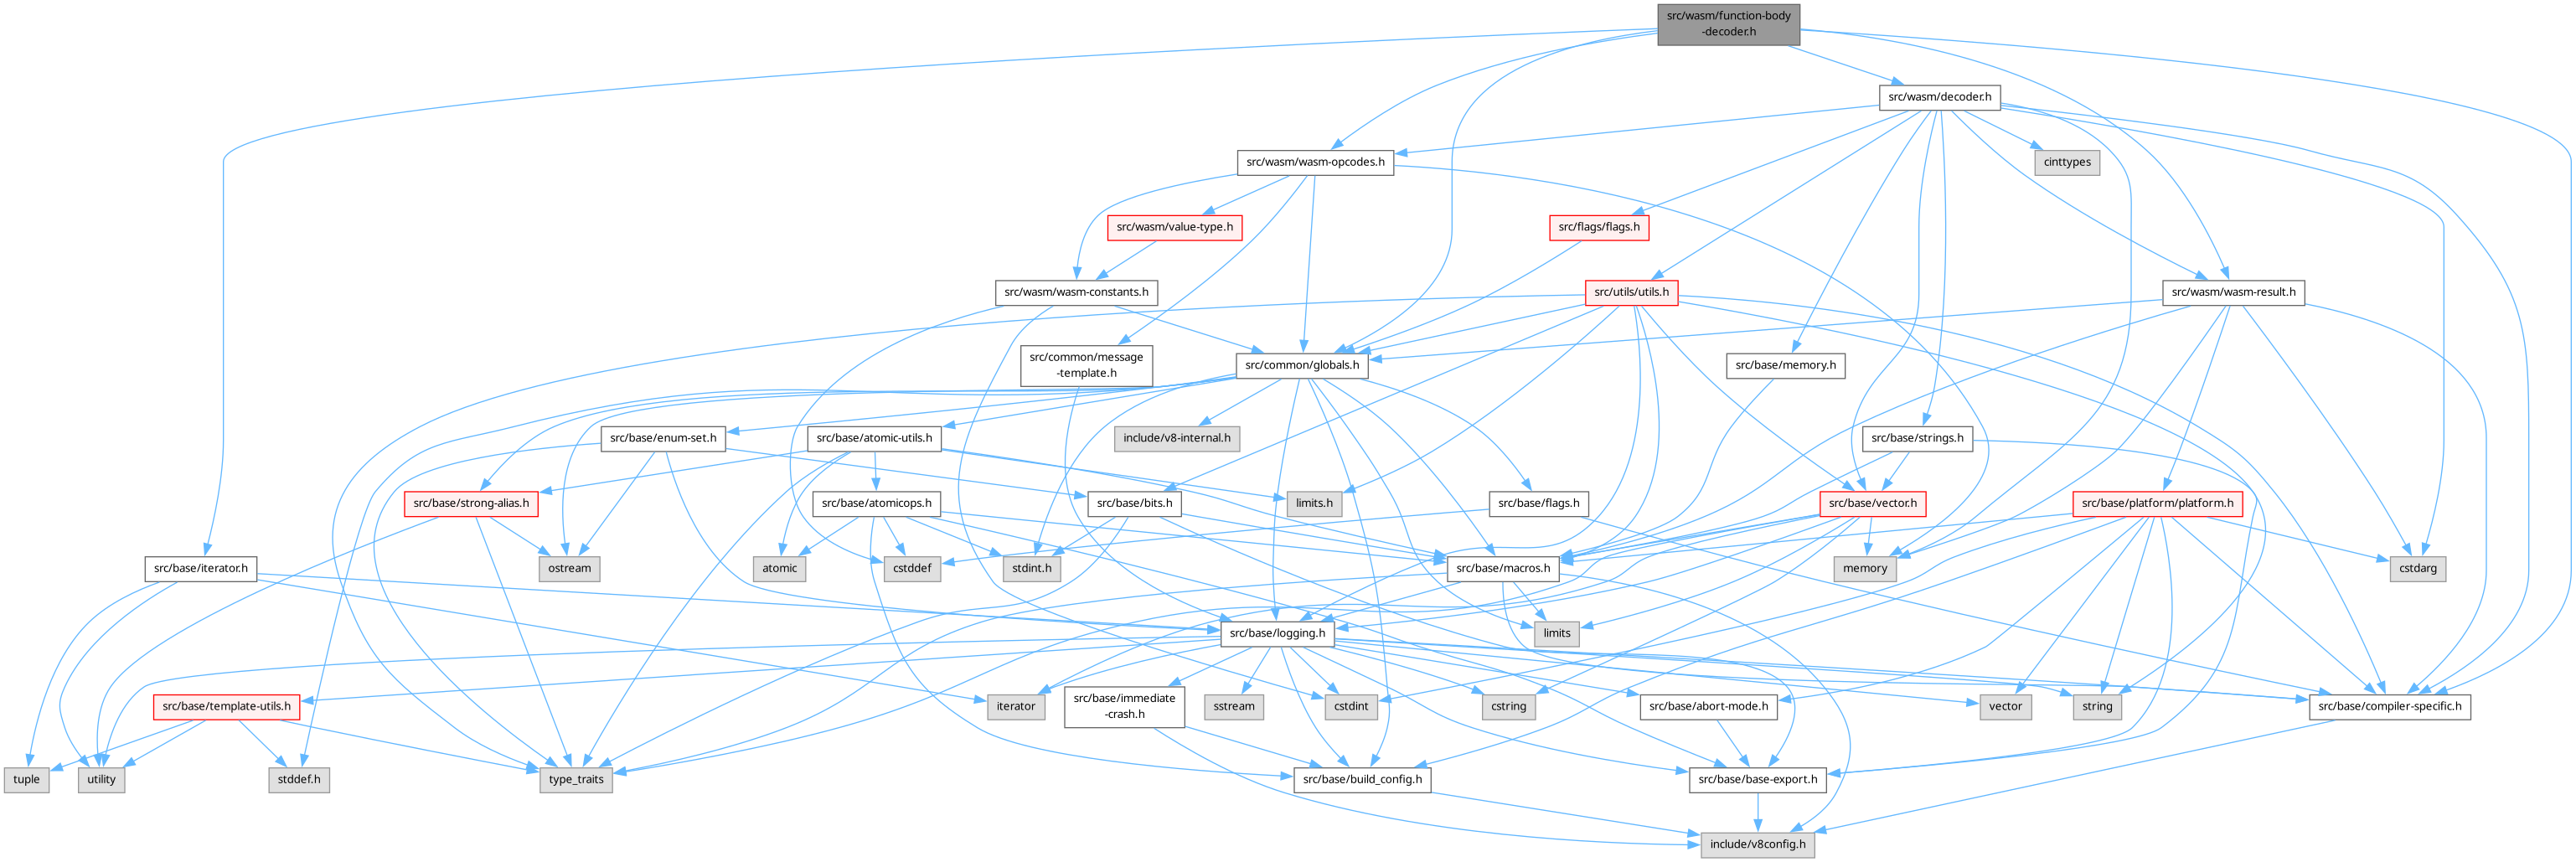 src/wasm/function-body
-decoder.h
src/wasm/decoder.h
src/wasm/wasm-opcodes.h
cinttypes
src/wasm/value-type.h
src/flags/flags.h
src/wasm/wasm-constants.h
src/utils/utils.h
src/wasm/wasm-result.h
src/common/message
-template.h
src/common/globals.h
src/base/memory.h
src/base/enum-set.h
src/base/atomic-utils.h
include/v8-internal.h
src/base/strings.h
src/base/strong-alias.h
src/base/atomicops.h
src/base/bits.h
limits.h
src/base/flags.h
src/base/vector.h
src/base/platform/platform.h
src/base/iterator.h
ostream
atomic
cstddef
stdint.h
src/base/macros.h
memory
cstdarg
src/base/logging.h
limits
src/base/template-utils.h
iterator
src/base/immediate
-crash.h
sstream
cstdint
cstring
src/base/abort-mode.h
vector
string
src/base/compiler-specific.h
tuple
utility
stddef.h
type_traits
src/base/build_config.h
src/base/base-export.h
include/v8config.h